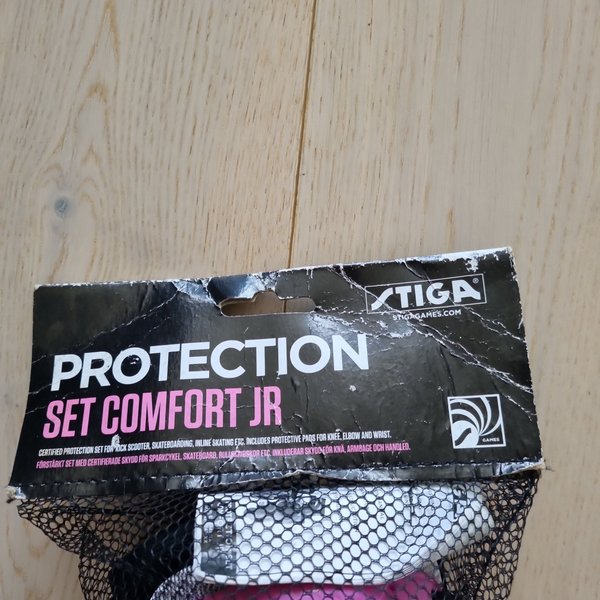 STIGA
STIGAGAMES.COM
PROTECTION
SET COMFORT JR
CERTIFIED PROTECTION SET FOR KICK SCOOTER, SKATEBOARDING, INLINE SKATING ETC. INCLUDES PROTECTIVE PADS FOR KNEE, ELBOW AND WRIST.
FÖRSTÄRKT SET MED CERTIFIERADE SKYDD FÖR SPARKCYKEL, SKATEBOARD, RULLSKRIDSKOR ETC. INKLUDERAR SKYDD FÖR KNÄ, ARMBÅGE OCH HANDLED.
GAMES